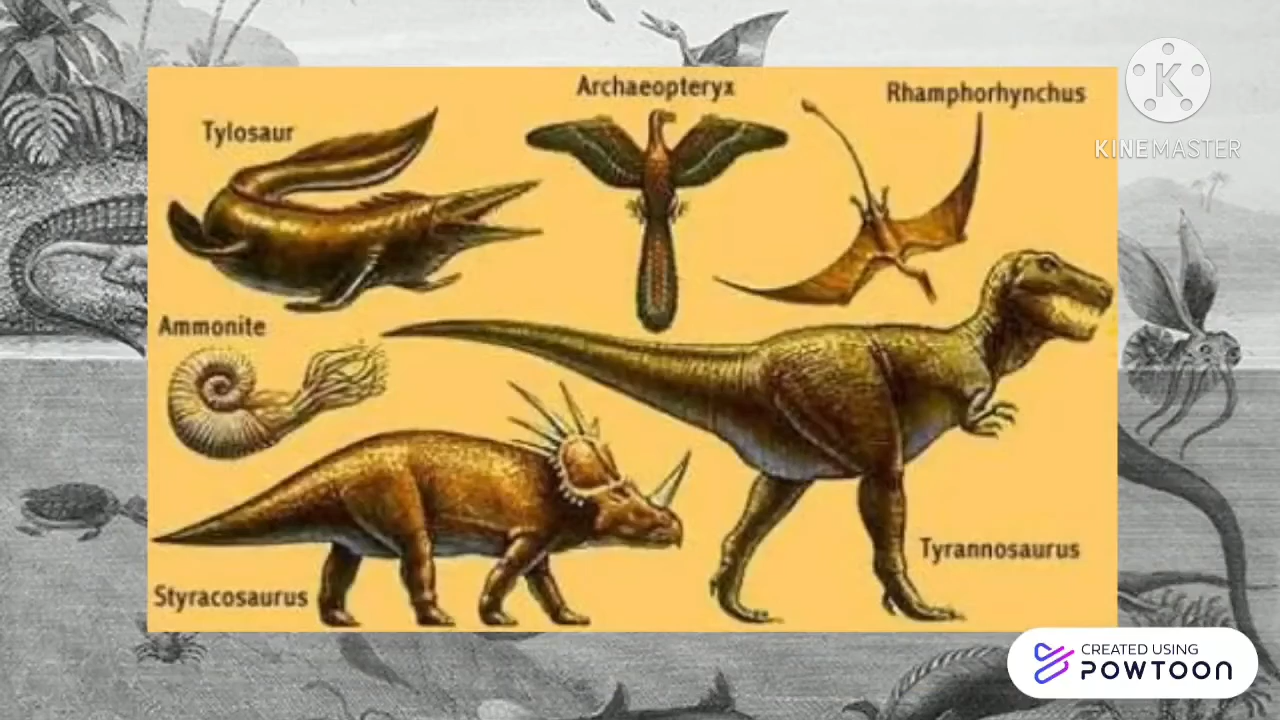 Archaeopteryx
Rhamphorhynchus
Tylosaur
Ammonite
Tyrannosaurus
Styracosaurus
K
KINEMASTER
CREATED USING
POWTOON